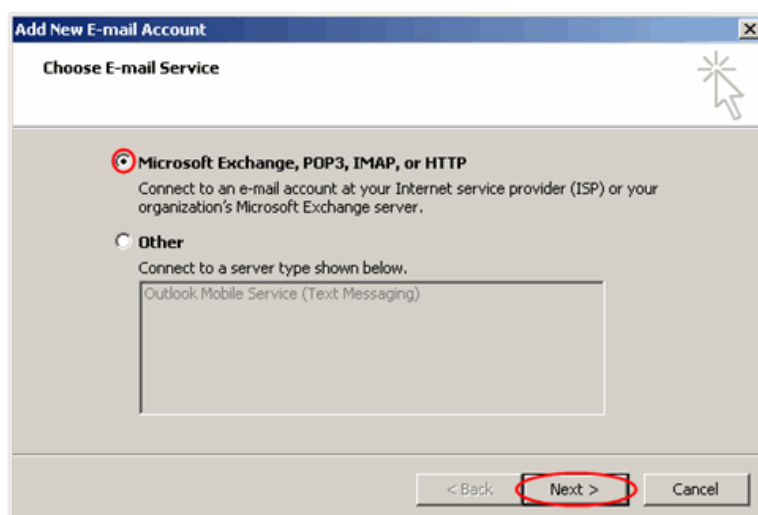 Add New E-mail Account
Choose E-mail Service
Microsoft Exchange, POP3, IMAP, or HTTP
Connect to an e-mail account at your Internet service provider (ISP) or your
organization's Microsoft Exchange server.
Other
Connect to a server type shown below.
Outlook Mobile Service (Text Messaging)
< Back Next > Cancel